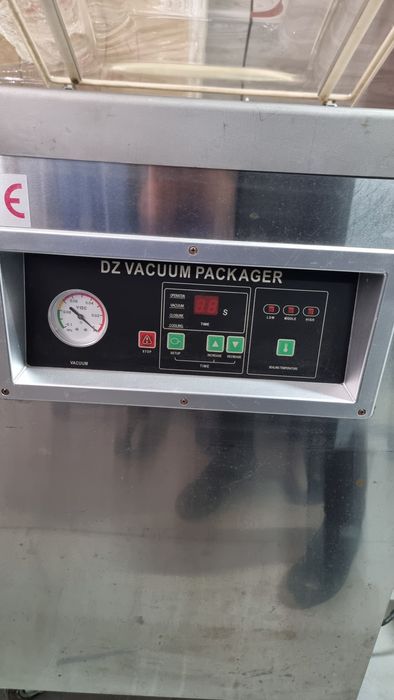 CE
DZ VACUUM PACKAGER
OPERATION
VACUUM
CLOSURE
COOLING
TIME
S
LOW MIDDLE HIGH
VACUUM
STOP
SETUP
INCREASE DECREASE
TIME
SEALING TEMPERATURE